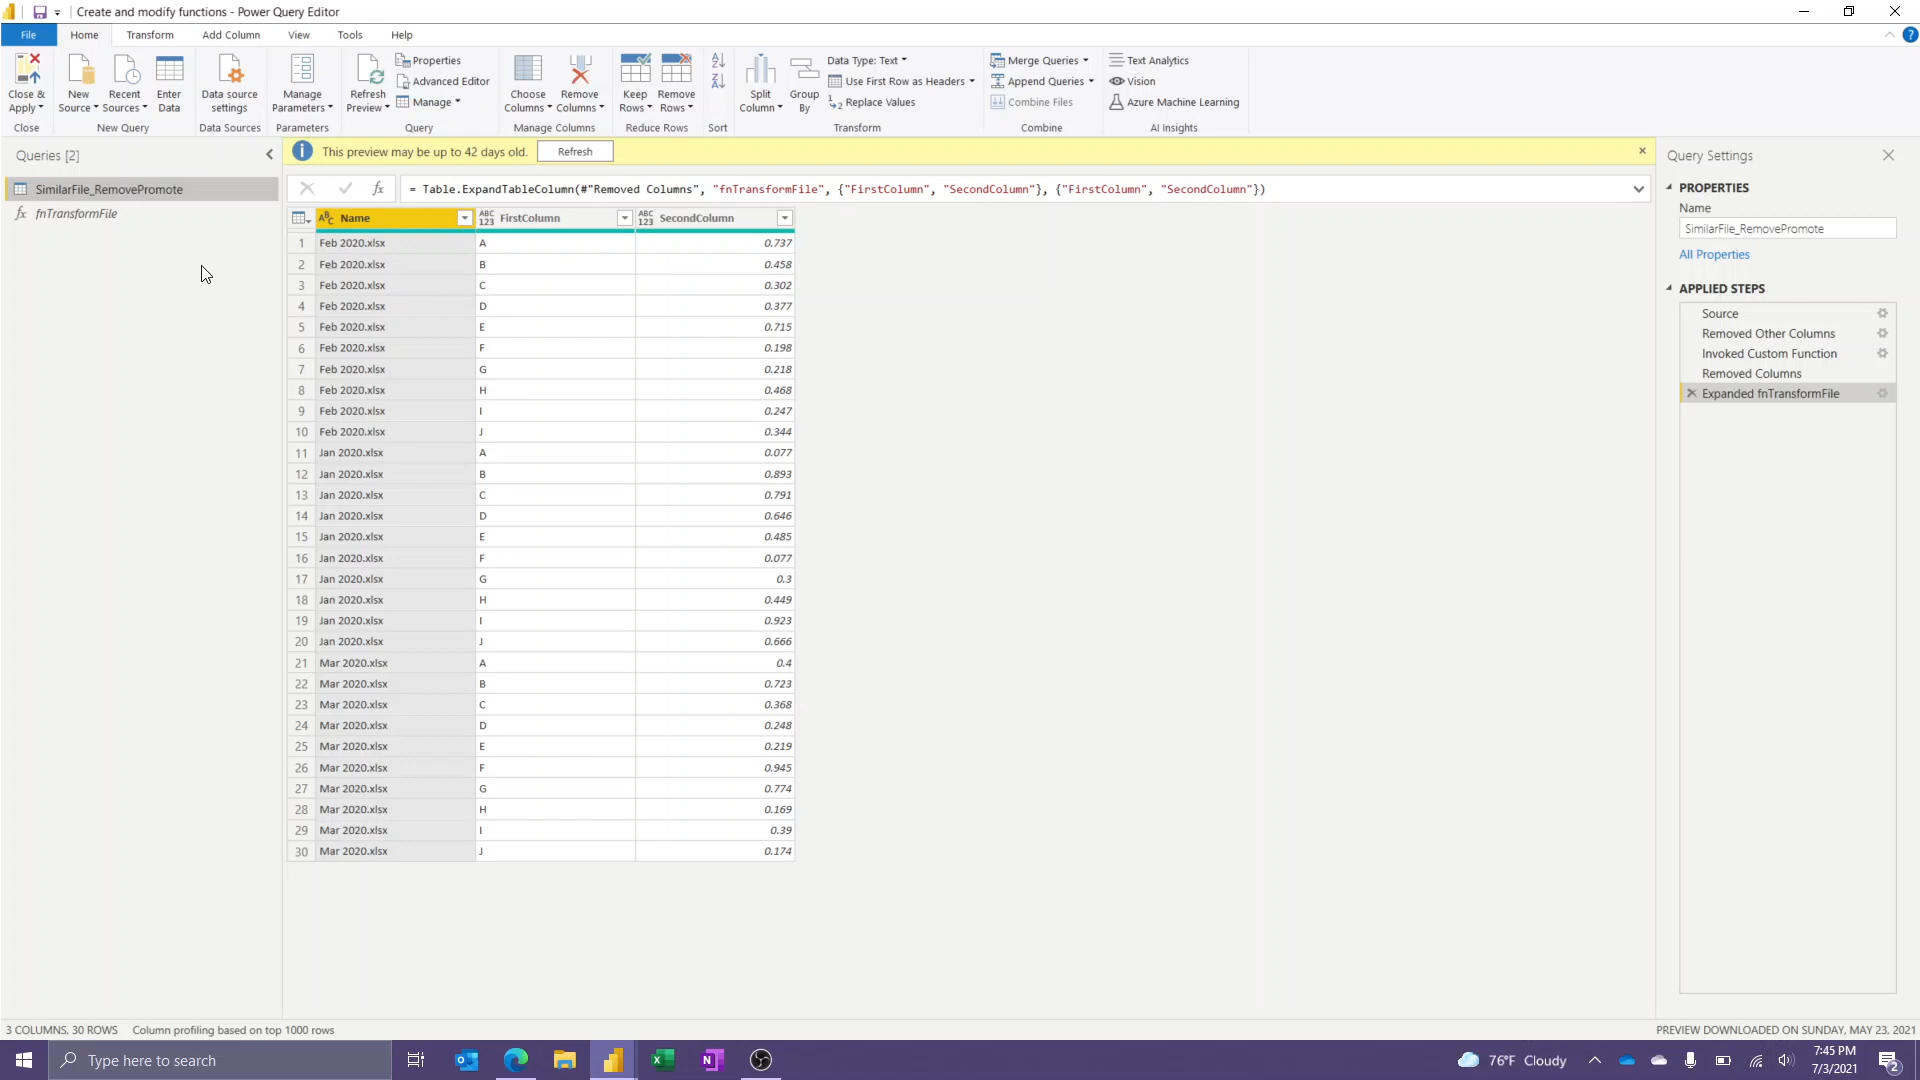 Create and modify functions - Power Query Editor
File Home Transform Add Column View Tools Help
Close & Apply
Close
New Source
Recent Sources
Enter Data
New Query
Data source settings
Data Sources
Manage Parameters
Parameters
Refresh Preview
Properties
Advanced Editor
Manage
Query
Choose Columns
Remove Columns
Manage Columns
Keep Rows
Remove Rows
Reduce Rows
Sort
Split Column
Group By
Data Type: Text
Use First Row as Headers
Replace Values
Transform
Merge Queries
Append Queries
Combine Files
Combine
Text Analytics
Vision
Azure Machine Learning
AI Insights
Queries [2]
SimilarFile_RemovePromote
fx fnTransformFile
This preview may be up to 42 days old. Refresh
fx = Table.ExpandTableColumn(#"Removed Columns", "fnTransformFile", {"FirstColumn", "SecondColumn"}, {"FirstColumn", "SecondColumn"})
ABC Name ABC 123 FirstColumn ABC 123 SecondColumn
1 Feb 2020.xlsx A 0.737
2 Feb 2020.xlsx B 0.458
3 Feb 2020.xlsx C 0.302
4 Feb 2020.xlsx D 0.377
5 Feb 2020.xlsx E 0.715
6 Feb 2020.xlsx F 0.198
7 Feb 2020.xlsx G 0.218
8 Feb 2020.xlsx H 0.468
9 Feb 2020.xlsx I 0.247
10 Feb 2020.xlsx J 0.344
11 Jan 2020.xlsx A 0.077
12 Jan 2020.xlsx B 0.893
13 Jan 2020.xlsx C 0.791
14 Jan 2020.xlsx D 0.646
15 Jan 2020.xlsx E 0.485
16 Jan 2020.xlsx F 0.077
17 Jan 2020.xlsx G 0.3
18 Jan 2020.xlsx H 0.449
19 Jan 2020.xlsx I 0.923
20 Jan 2020.xlsx J 0.666
21 Mar 2020.xlsx A 0.4
22 Mar 2020.xlsx B 0.723
23 Mar 2020.xlsx C 0.368
24 Mar 2020.xlsx D 0.248
25 Mar 2020.xlsx E 0.219
26 Mar 2020.xlsx F 0.945
27 Mar 2020.xlsx G 0.774
28 Mar 2020.xlsx H 0.169
29 Mar 2020.xlsx I 0.39
30 Mar 2020.xlsx J 0.174
Query Settings
PROPERTIES
Name
SimilarFile_RemovePromote
All Properties
APPLIED STEPS
Source
Removed Other Columns
Invoked Custom Function
Removed Columns
Expanded fnTransformFile
3 COLUMNS, 30 ROWS Column profiling based on top 1000 rows
PREVIEW DOWNLOADED ON SUNDAY, MAY 23, 2021
Type here to search
76°F Cloudy
7:45 PM
7/3/2021
2